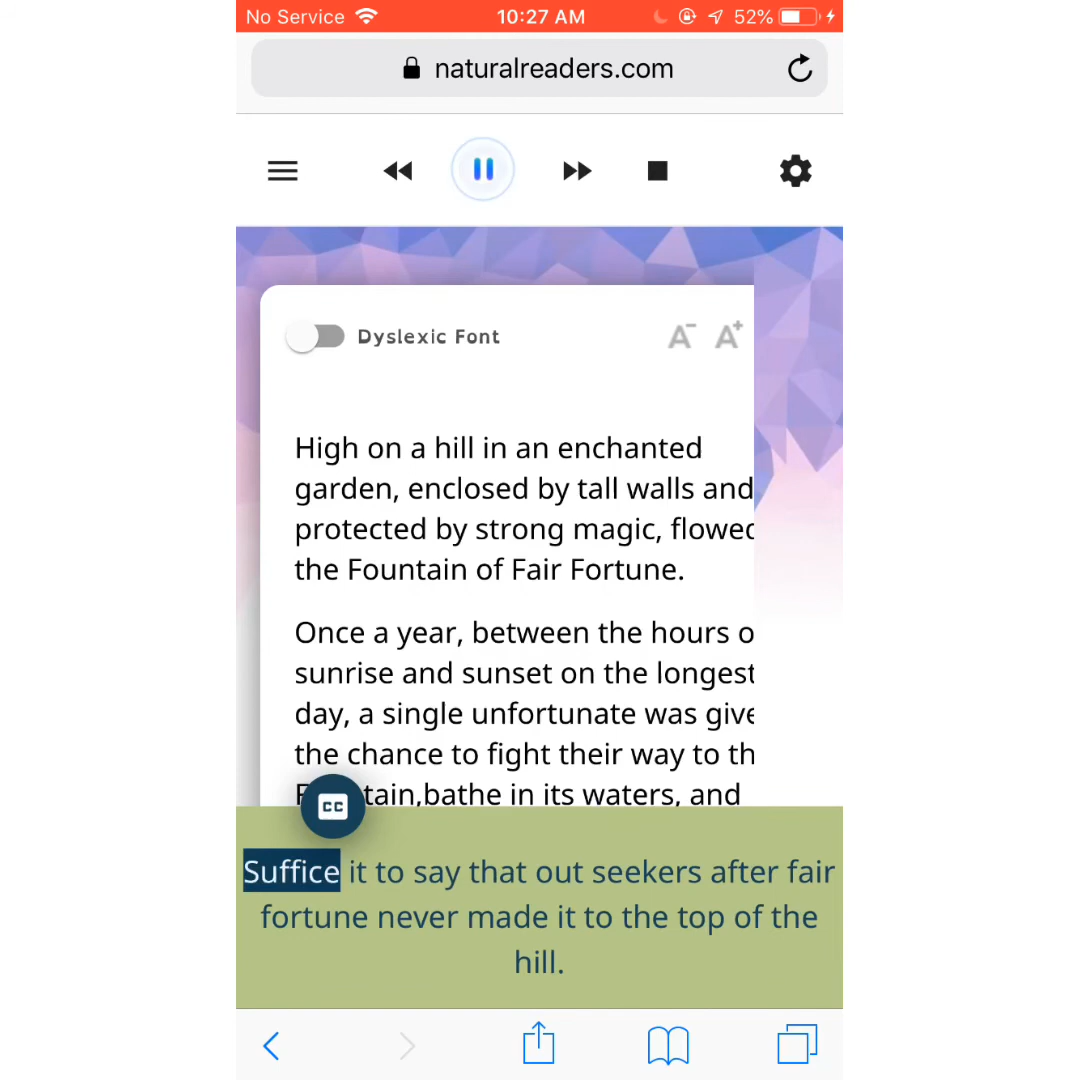 No Service 10:27 AM 52%
naturalreaders.com
Dyslexic Font A- A+
High on a hill in an enchanted
garden, enclosed by tall walls and
protected by strong magic, flowed
the Fountain of Fair Fortune.
Once a year, between the hours o
sunrise and sunset on the longest
day, a single unfortunate was give
the chance to fight their way to th
F tain,bathe in its waters, and
CC
Suffice it to say that out seekers after fair
fortune never made it to the top of the
hill.